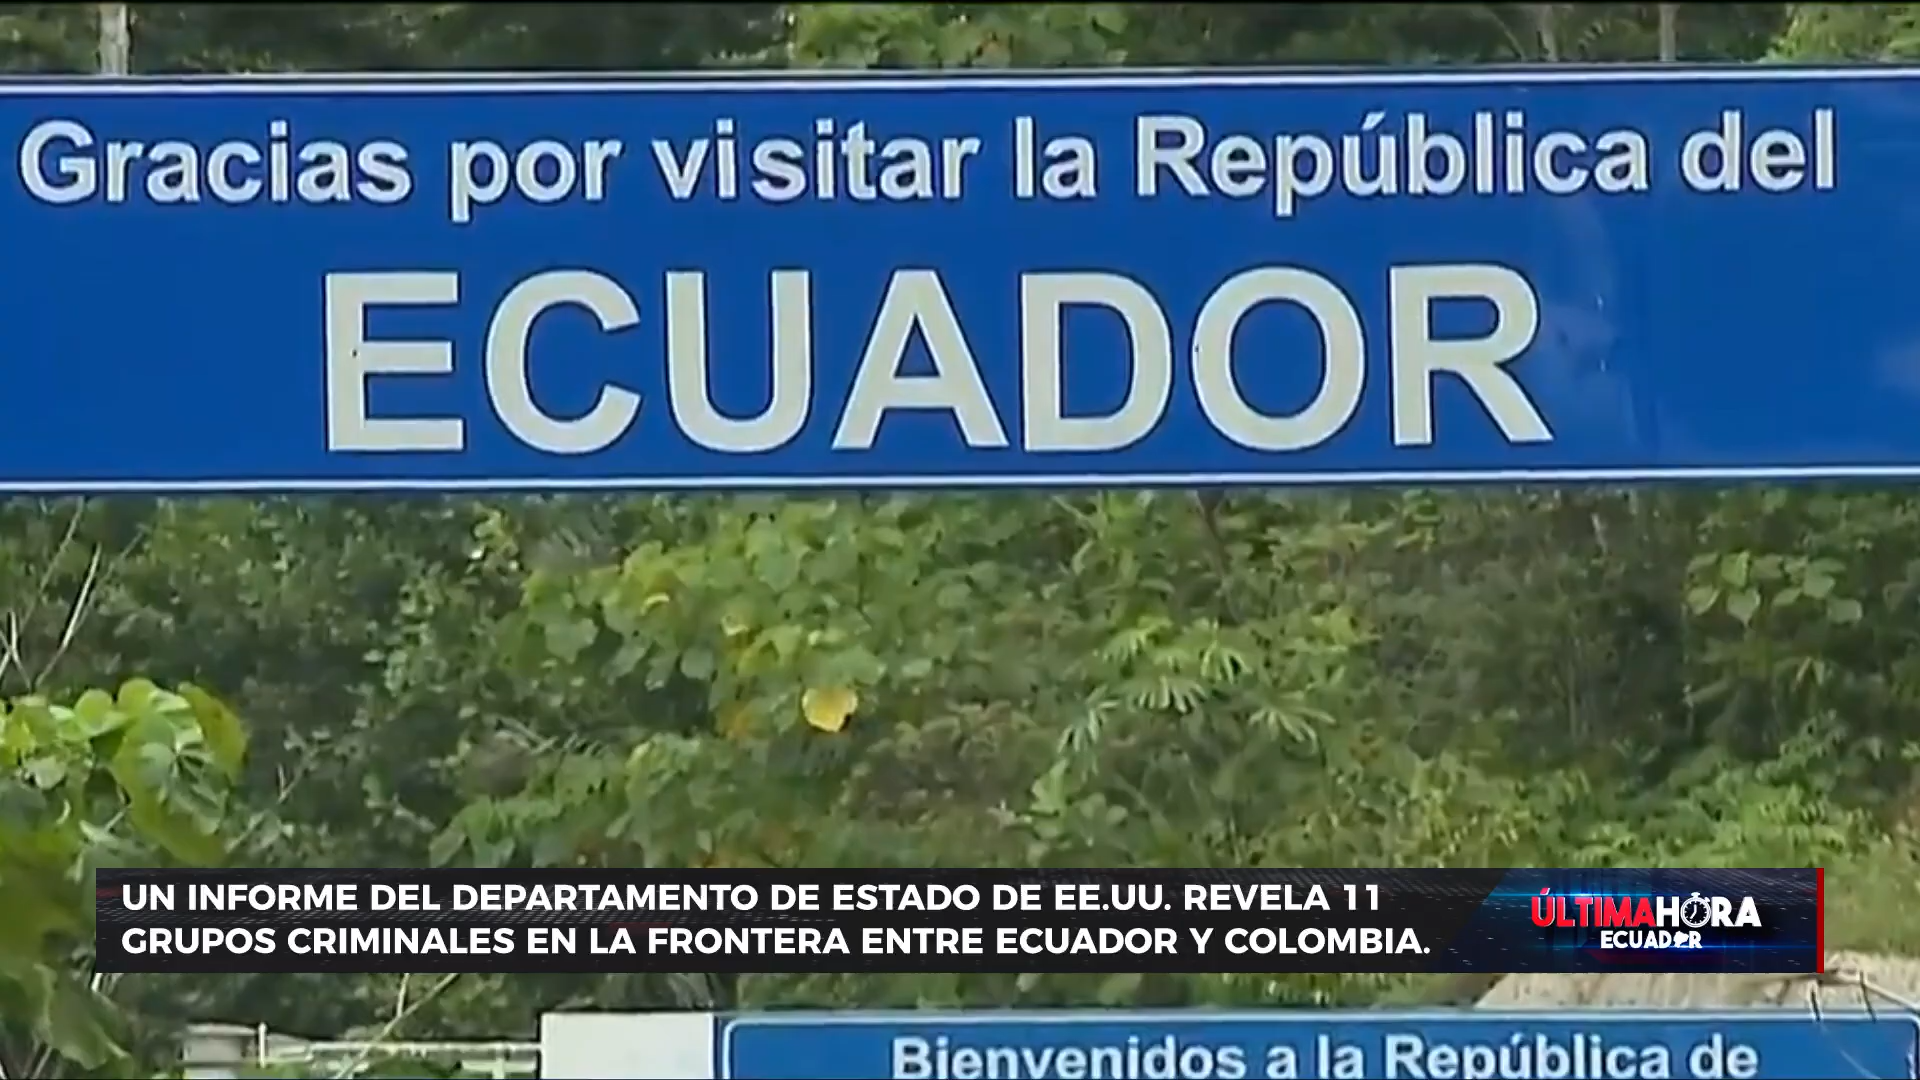 Gracias por visitar la República del
ECUADOR
UN INFORME DEL DEPARTAMENTO DE ESTADO DE EE.UU. REVELA 11
GRUPOS CRIMINALES EN LA FRONTERA ENTRE ECUADOR Y COLOMBIA.
ÚLTIMAHORA
ECUADOR
Bienvenidos a la República de